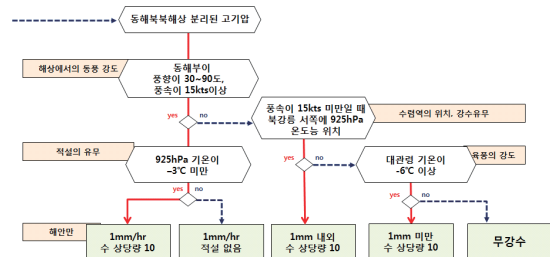 동해북북해상 분리된 고기압
해상에서의 동풍 강도
동해부이
풍향이 30~90도,
풍속이 15kts이상
yes
no
풍속이 15kts 미만일 때
북강릉 서쪽에 925hPa
온도능 위치
수렴역의 위치, 강수유무
적설의 유무
925hPa 기온이
–3℃ 미만
yes
no
대관령 기온이
-6℃ 이상
육풍의 강도
yes
no
yes
no
해안만
1mm/hr
수 상당량 10
1mm/hr
적설 없음
1mm 내외
수 상당량 10
1mm 미만
수 상당량 10
무강수